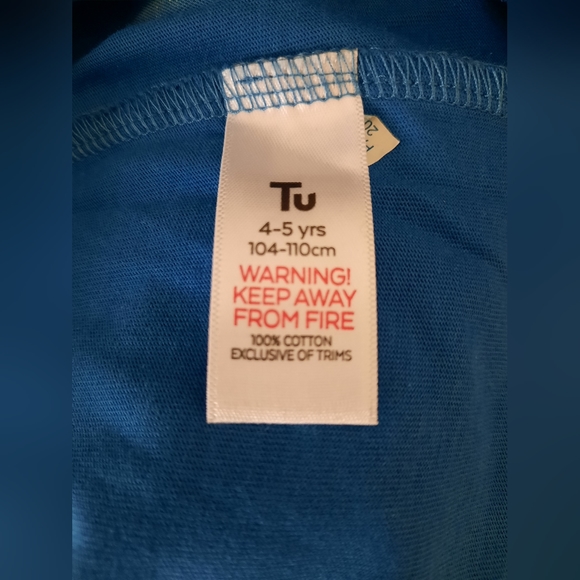 Tu
4-5 yrs
104-110cm
WARNING!
KEEP AWAY
FROM FIRE
100% COTTON
EXCLUSIVE OF TRIMS